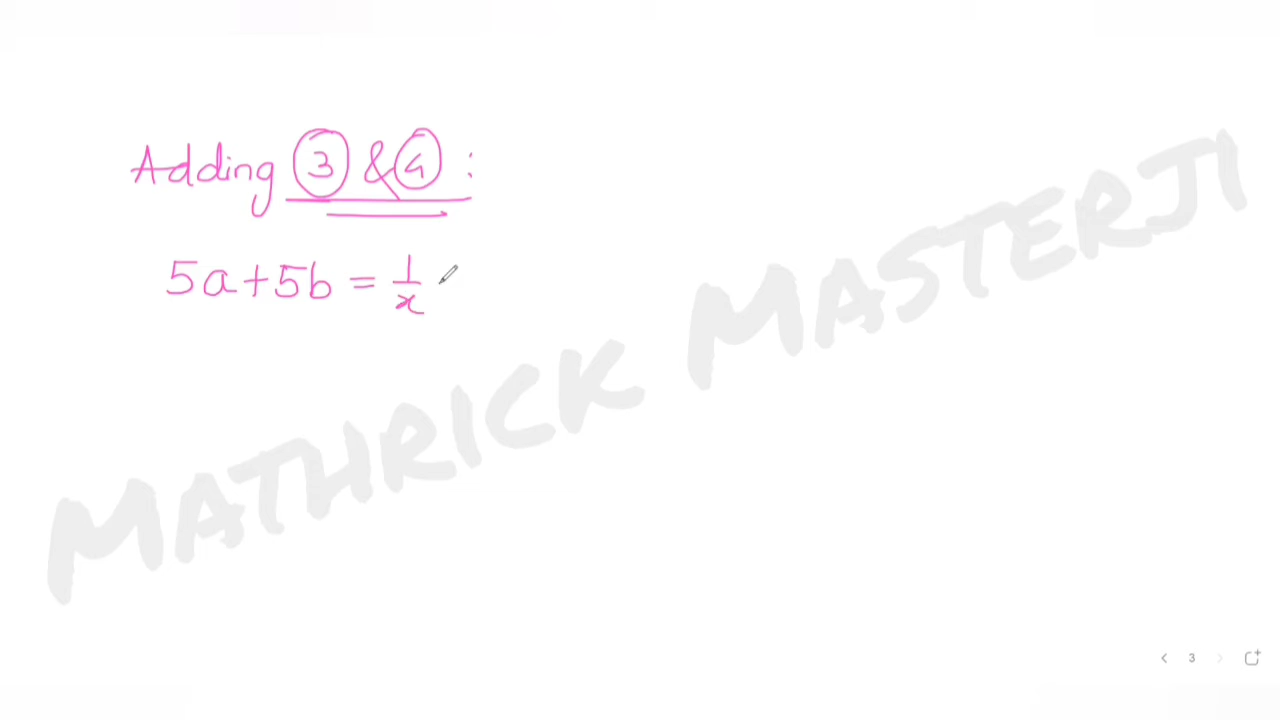 Adding ③ & ④ :
5a+5b = 1/x
MATHRICK MASTERJI
< 3 >